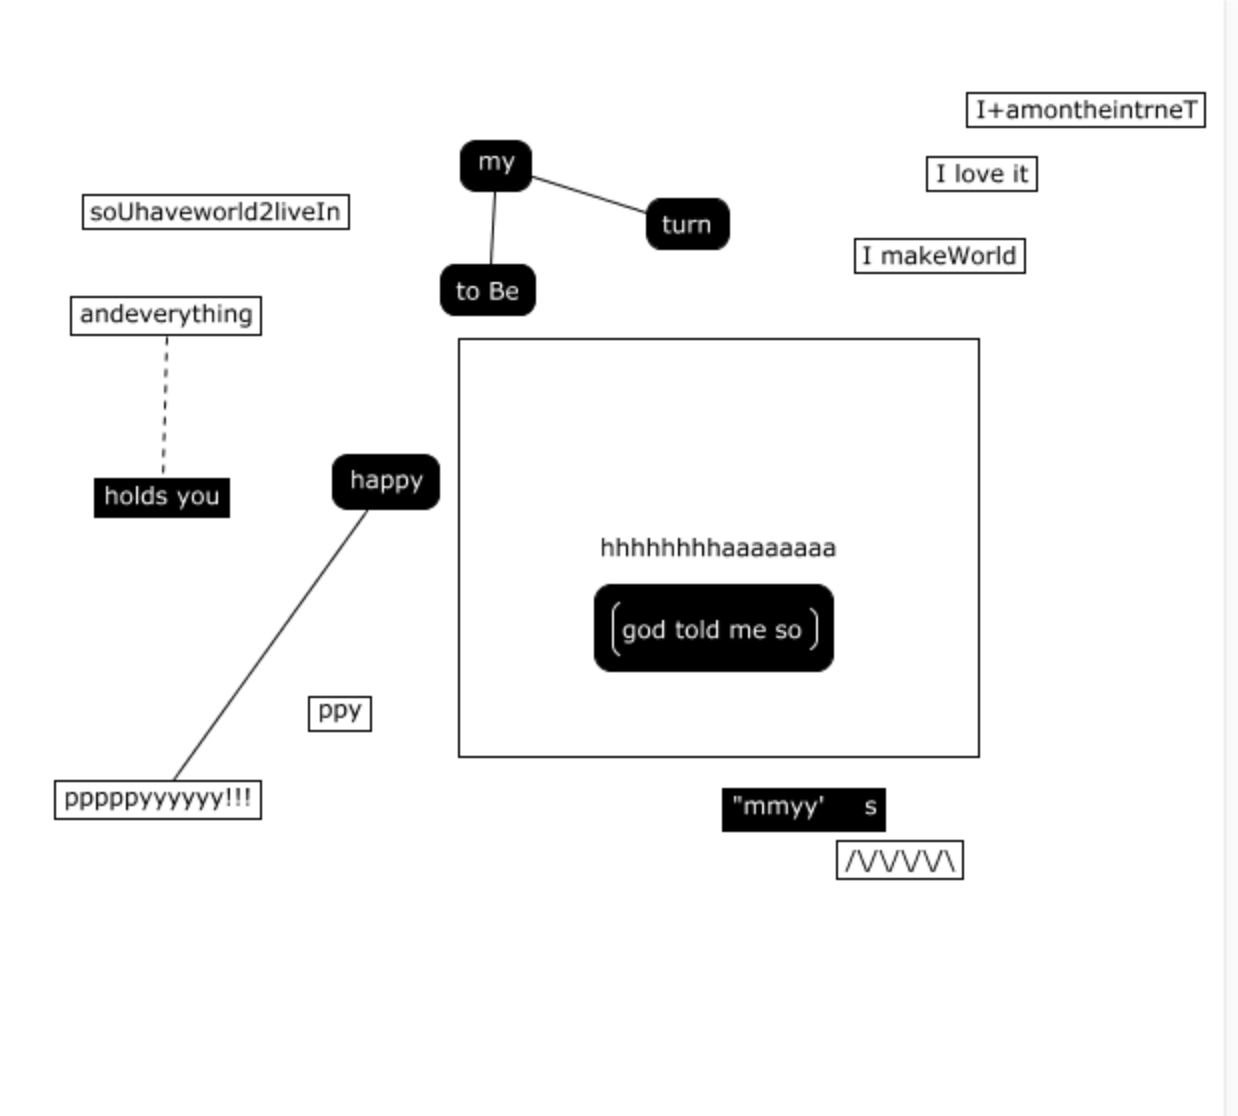 I+amontheintrneT
my
I love it
soUhaveworld2liveIn
turn
I makeWorld
to Be
andeverything
happy
holds you
hhhhhhhhaaaaaaaa
(god told me so)
ppy
pppppyyyyyy!!!
"mmyy' s
/\/\/\/\/\